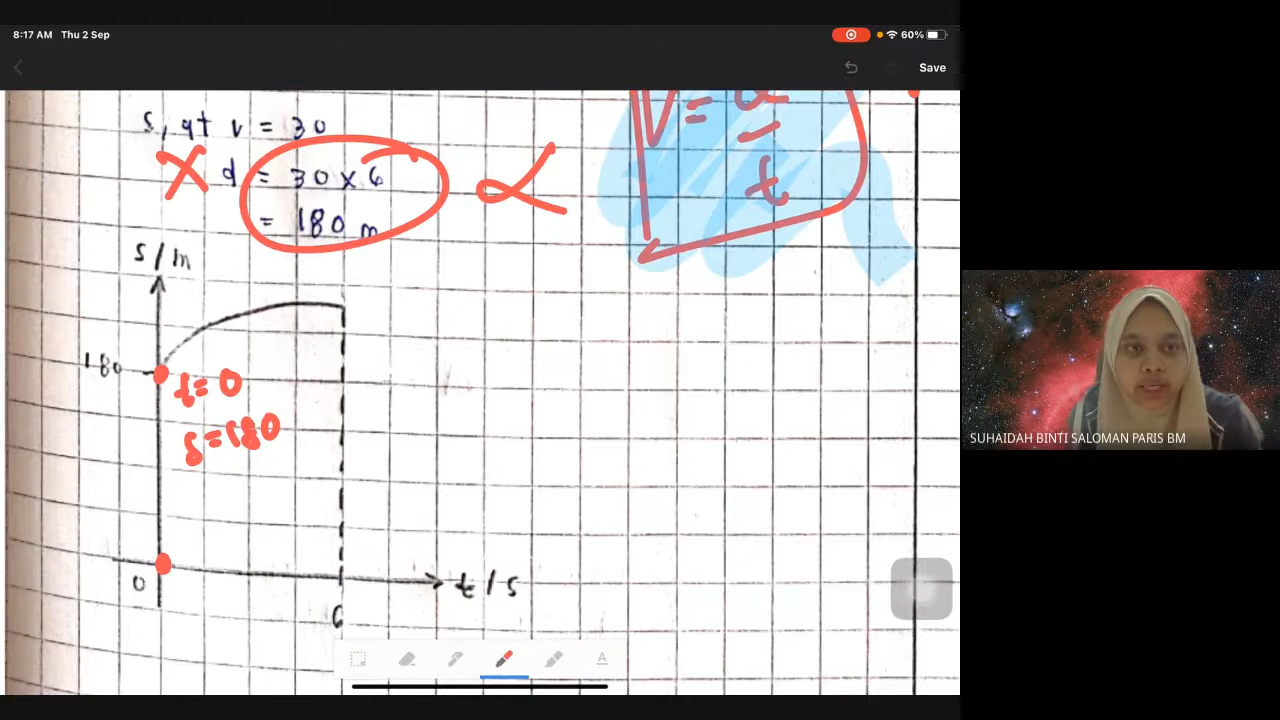 8:17 AM Thu 2 Sep
60%
Save
s, at v = 30
X d = 30 x 6
= 180 m
V = d
t
s/m
180
t=0
s=180
0
t/s
6
A
SUHAIDAH BINTI SALOMAN PARIS BM